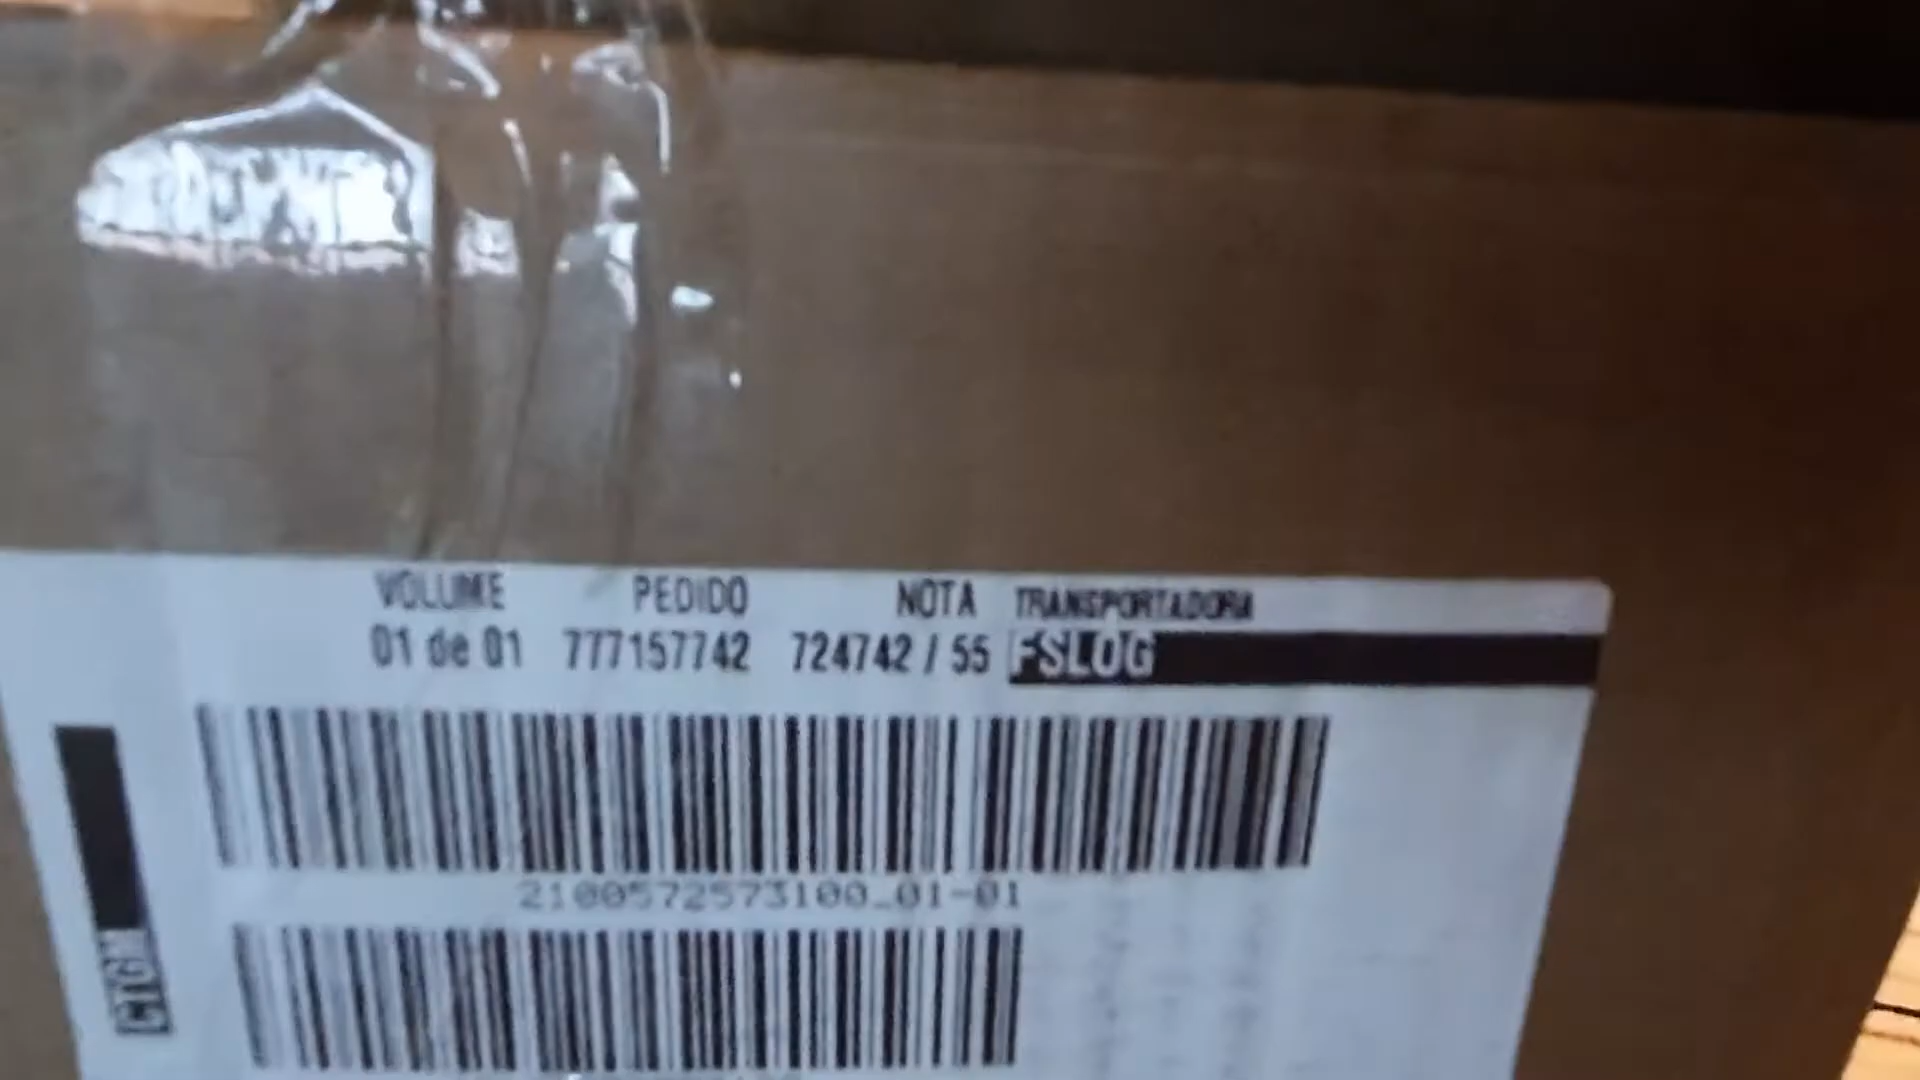 VOLUME PEDIDO NOTA TRANSPORTADORA
01 de 01 777157742 724742 / 55 FSLOG
2100572573100_01-01